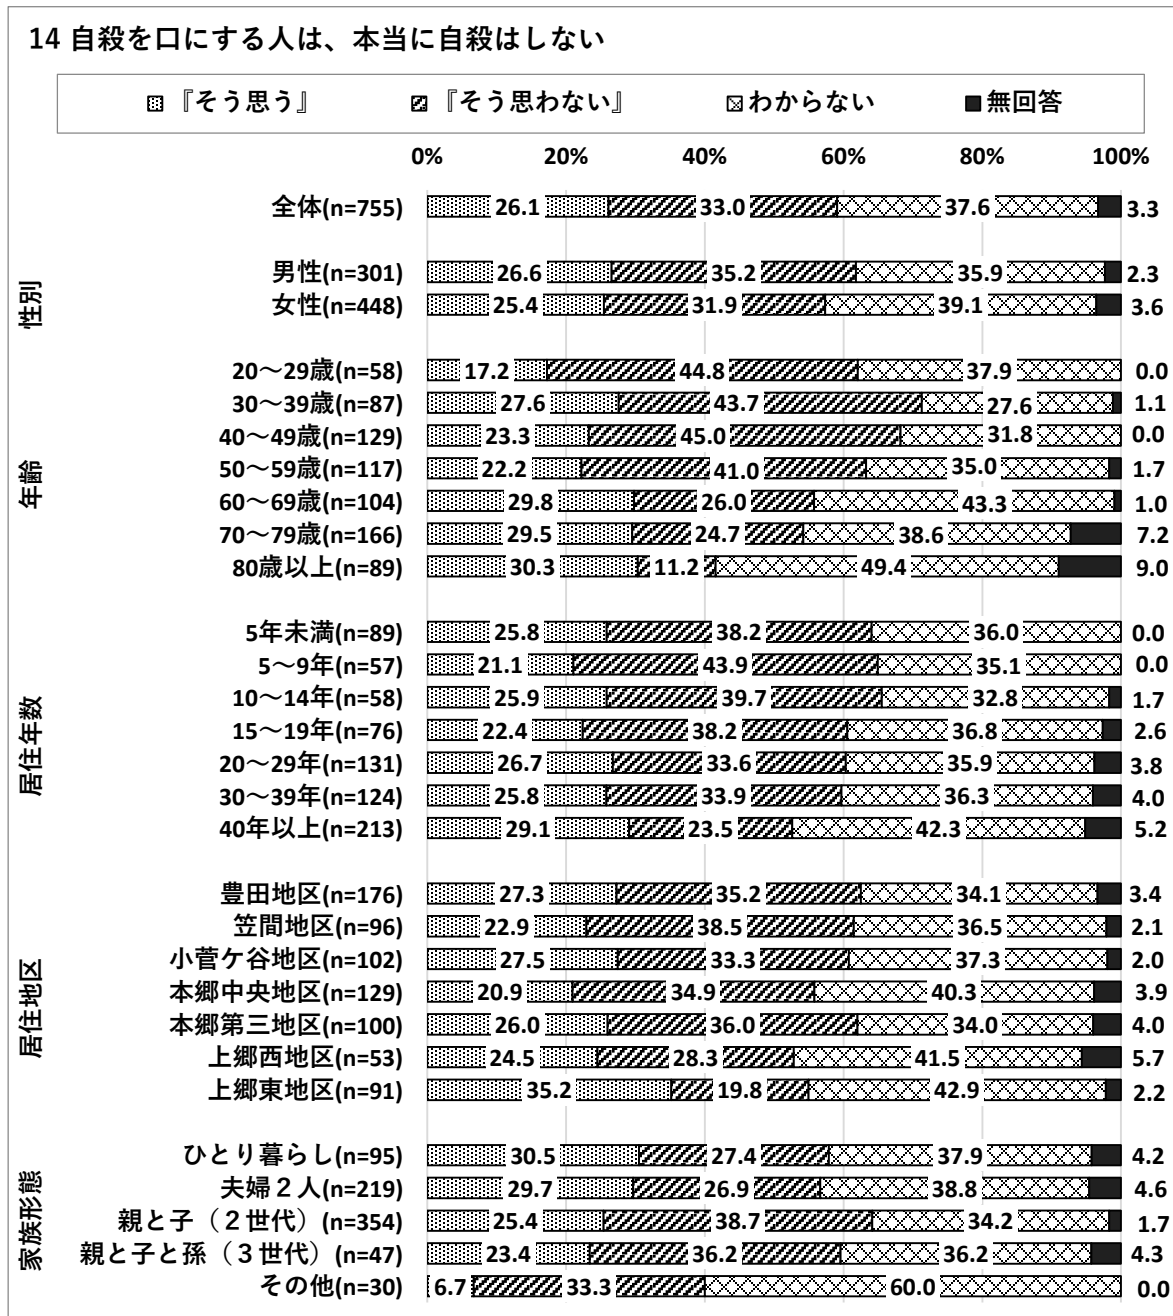 14 自殺を口にする人は、本当に自殺はしない
『そう思う』 『そう思わない』 わからない 無回答
0% 20% 40% 60% 80% 100%
全体(n=755) 26.1 33.0 37.6 3.3
性別
男性(n=301) 26.6 35.2 35.9 2.3
女性(n=448) 25.4 31.9 39.1 3.6
年齢
20～29歳(n=58) 17.2 44.8 37.9 0.0
30～39歳(n=87) 27.6 43.7 27.6 1.1
40～49歳(n=129) 23.3 45.0 31.8 0.0
50～59歳(n=117) 22.2 41.0 35.0 1.7
60～69歳(n=104) 29.8 26.0 43.3 1.0
70～79歳(n=166) 29.5 24.7 38.6 7.2
80歳以上(n=89) 30.3 11.2 49.4 9.0
居住年数
5年未満(n=89) 25.8 38.2 36.0 0.0
5～9年(n=57) 21.1 43.9 35.1 0.0
10～14年(n=58) 25.9 39.7 32.8 1.7
15～19年(n=76) 22.4 38.2 36.8 2.6
20～29年(n=131) 26.7 33.6 35.9 3.8
30～39年(n=124) 25.8 33.9 36.3 4.0
40年以上(n=213) 29.1 23.5 42.3 5.2
居住地区
豊田地区(n=176) 27.3 35.2 34.1 3.4
笠間地区(n=96) 22.9 38.5 36.5 2.1
小菅ケ谷地区(n=102) 27.5 33.3 37.3 2.0
本郷中央地区(n=129) 20.9 34.9 40.3 3.9
本郷第三地区(n=100) 26.0 36.0 34.0 4.0
上郷西地区(n=53) 24.5 28.3 41.5 5.7
上郷東地区(n=91) 35.2 19.8 42.9 2.2
家族形態
ひとり暮らし(n=95) 30.5 27.4 37.9 4.2
夫婦２人(n=219) 29.7 26.9 38.8 4.6
親と子（２世代）(n=354) 25.4 38.7 34.2 1.7
親と子と孫（３世代）(n=47) 23.4 36.2 36.2 4.3
その他(n=30) 6.7 33.3 60.0 0.0